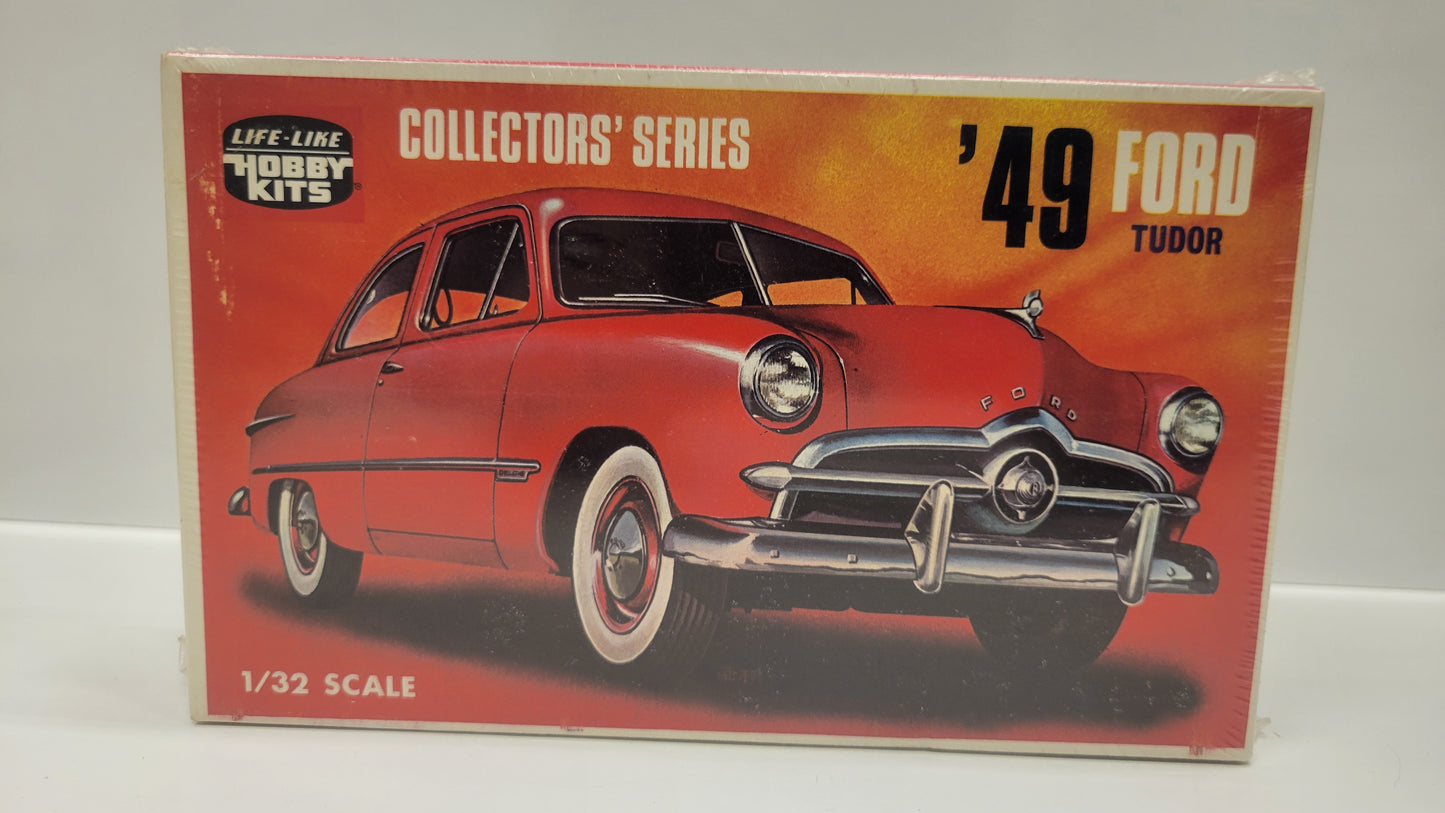 LIFE-LIKE
HOBBY
KITS®
COLLECTORS' SERIES
'49 FORD
TUDOR
FORD
1/32 SCALE